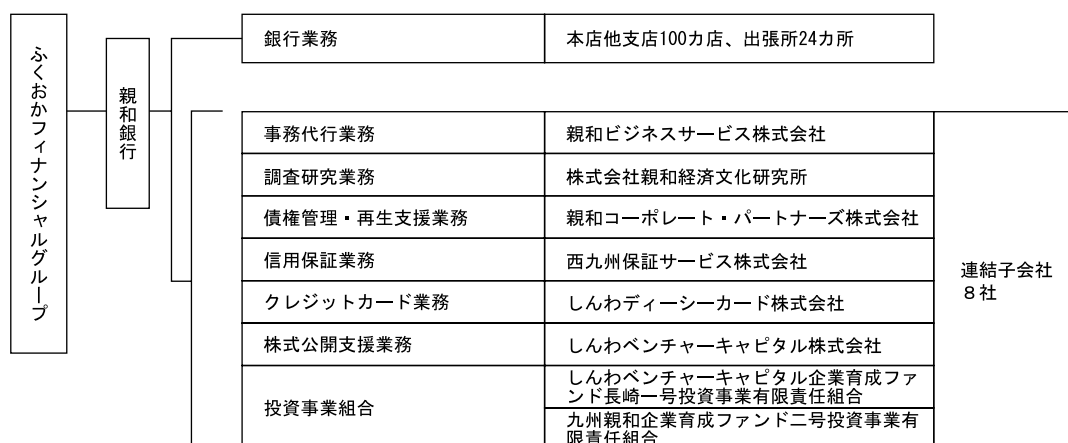 ふくおかフィナンシャルグループ
親和銀行
銀行業務
本店他支店100カ店、出張所24カ所
事務代行業務
親和ビジネスサービス株式会社
調査研究業務
株式会社親和経済文化研究所
債権管理・再生支援業務
親和コーポレート・パートナーズ株式会社
信用保証業務
西九州保証サービス株式会社
クレジットカード業務
しんわディーシーカード株式会社
株式公開支援業務
しんわベンチャーキャピタル株式会社
投資事業組合
しんわベンチャーキャピタル企業育成ファ
ンド長崎一号投資事業有限責任組合
九州親和企業育成ファンド二号投資事業有
限責任組合
連結子会社
8社